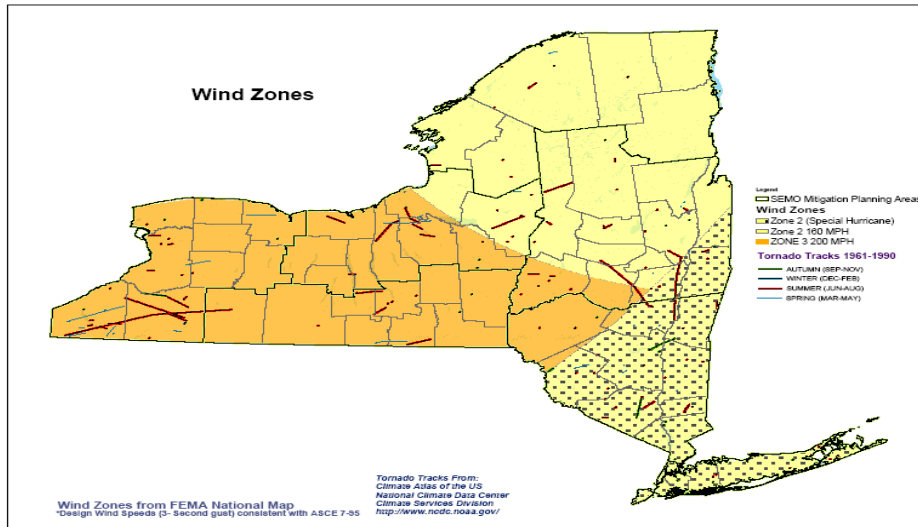 Wind Zones
Legend
SEMO Mitigation Planning Areas
Wind Zones
Zone 2 (Special Hurricane)
Zone 2 160 MPH
ZONE 3 200 MPH
Tornado Tracks 1961-1990
AUTUMN (SEP-NOV)
WINTER (DEC-FEB)
SUMMER (JUN-AUG)
SPRING (MAR-MAY)
Wind Zones from FEMA National Map
*Design Wind Speeds (3- Second gust) consistent with ASCE 7-95
Tornado Tracks From:
Climate Atlas of the US
National Climate Data Center
Climate Services Division
http://www.ncdc.noaa.gov/